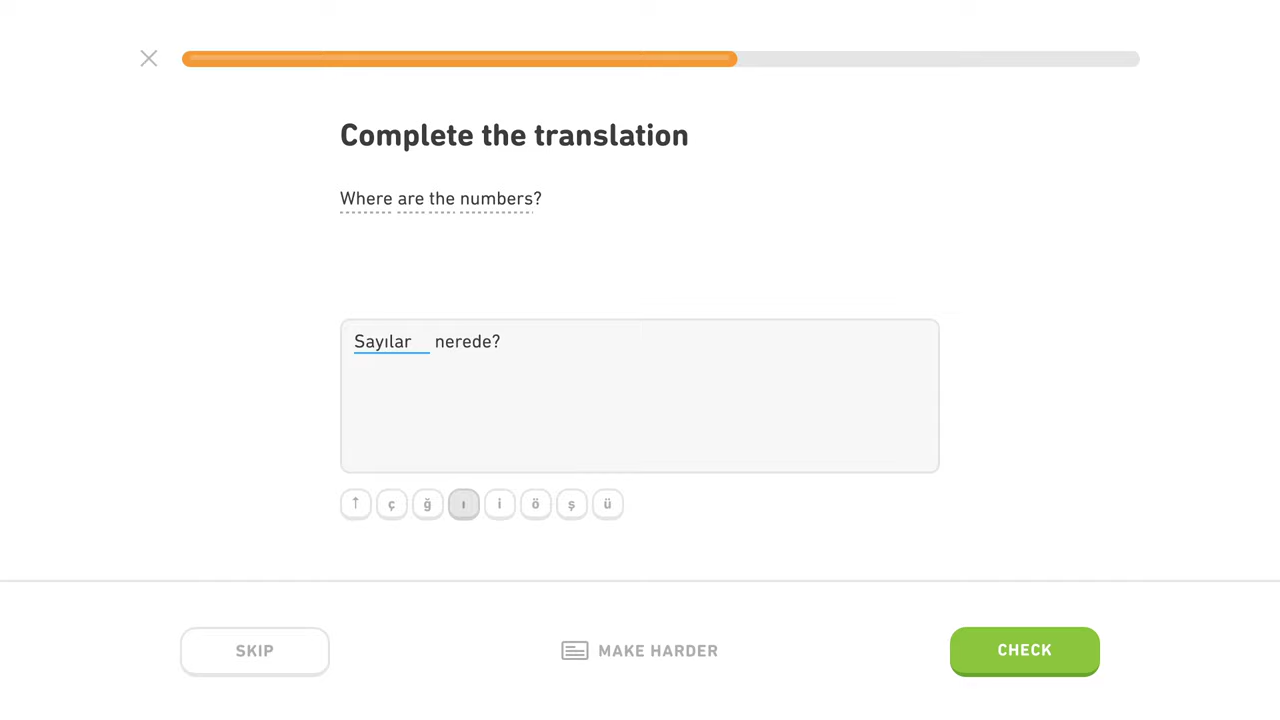 Complete the translation
Where are the numbers?
Sayılar nerede?
↑ ç ğ ı i ö ş ü
SKIP
MAKE HARDER
CHECK